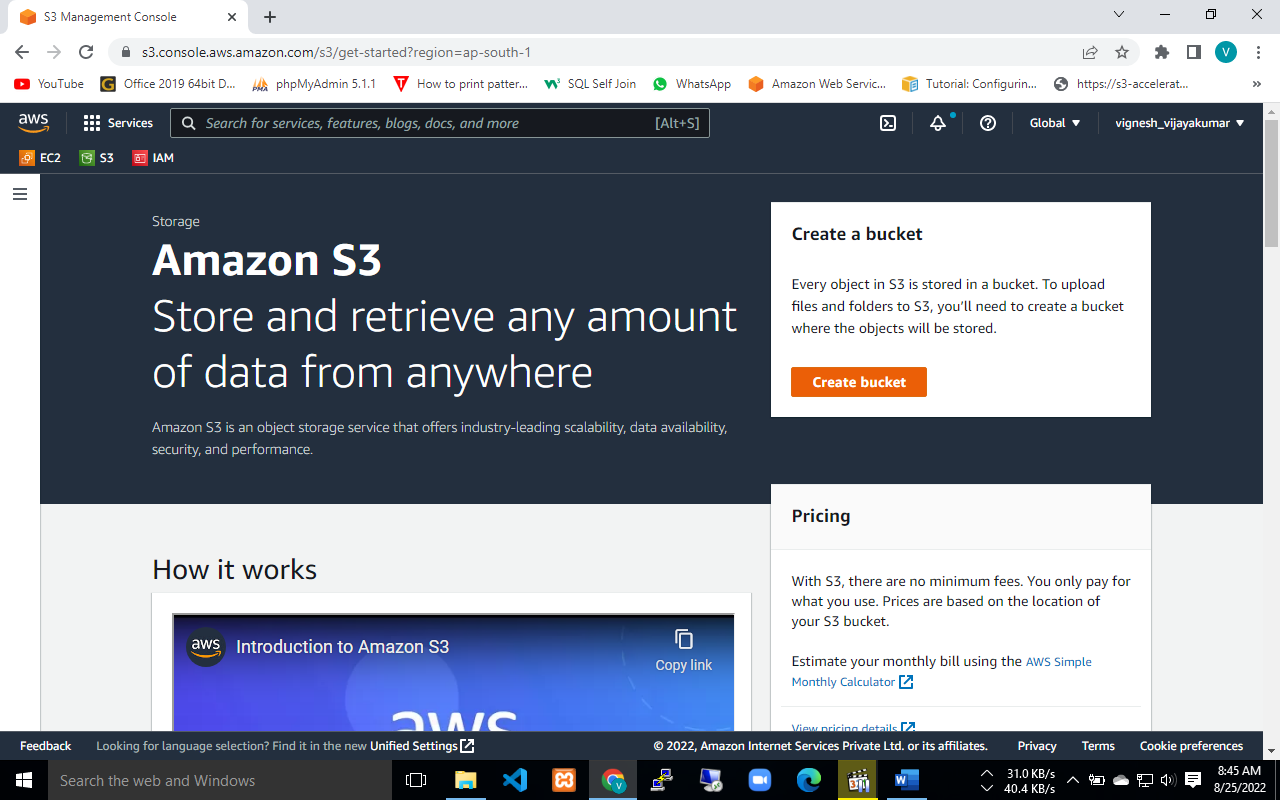 S3 Management Console
s3.console.aws.amazon.com/s3/get-started?region=ap-south-1
V
YouTube
Office 2019 64bit D...
phpMyAdmin 5.1.1
How to print patter...
SQL Self Join
WhatsApp
Amazon Web Servic...
Tutorial: Configurin...
https://s3-accelerat...
»
aws
Services
Search for services, features, blogs, docs, and more
[Alt+S]
Global
vignesh_vijayakumar
EC2
S3
IAM
Storage
Amazon S3
Store and retrieve any amount
of data from anywhere
Amazon S3 is an object storage service that offers industry-leading scalability, data availability,
security, and performance.
Create a bucket
Every object in S3 is stored in a bucket. To upload
files and folders to S3, you'll need to create a bucket
where the objects will be stored.
Create bucket
Pricing
With S3, there are no minimum fees. You only pay for
what you use. Prices are based on the location of
your S3 bucket.
Estimate your monthly bill using the AWS Simple
Monthly Calculator
View pricing details
How it works
aws
Introduction to Amazon S3
Copy link
aws
Feedback
Looking for language selection? Find it in the new Unified Settings
© 2022, Amazon Internet Services Private Ltd. or its affiliates.
Privacy
Terms
Cookie preferences
Search the web and Windows
31.0 KB/s
40.4 KB/s
8:45 AM
8/25/2022